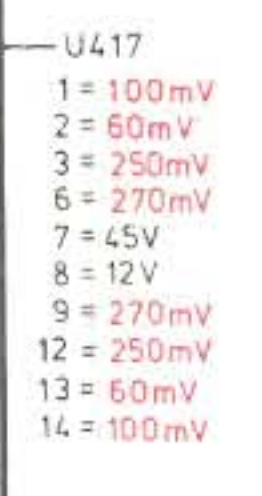 U417
1 = 100mV
2 = 60mV
3 = 250mV
6 = 270mV
7 = 45V
8 = 12V
9 = 270mV
12 = 250mV
13 = 60mV
14 = 100mV